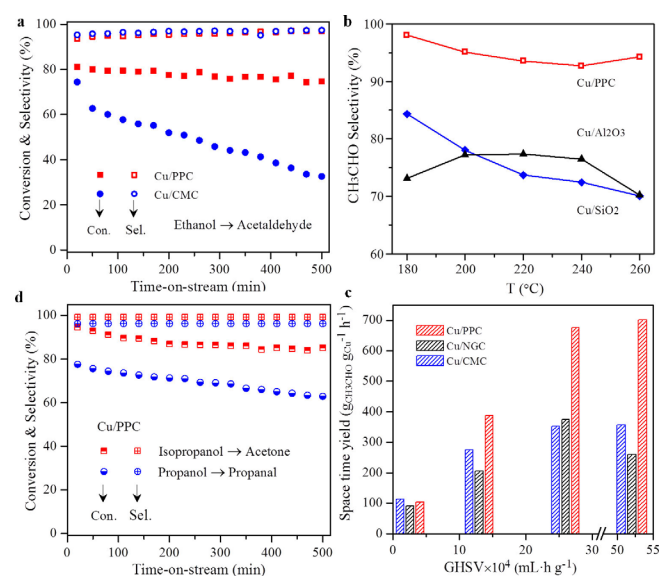 a
Conversion & Selectivity (%)
100
80
60
40
20
0
Cu/PPC
Cu/CMC
Con.
Sel.
Ethanol → Acetaldehyde
0
100
200
300
400
500
Time-on-stream (min)
b
CH3CHO Selectivity (%)
100
90
80
70
60
Cu/PPC
Cu/Al2O3
Cu/SiO2
180
200
220
240
260
T (°C)
d
Conversion & Selectivity (%)
100
80
60
40
20
0
Cu/PPC
Isopropanol → Acetone
Propanol → Propanal
Con.
Sel.
0
100
200
300
400
500
Time-on-stream (min)
c
Space time yield (gCH3CHO gCu-1 h-1)
700
600
500
400
300
200
100
0
Cu/PPC
Cu/NGC
Cu/CMC
0
10
20
30
50
55
GHSV×10⁴ (mL·h g⁻¹)